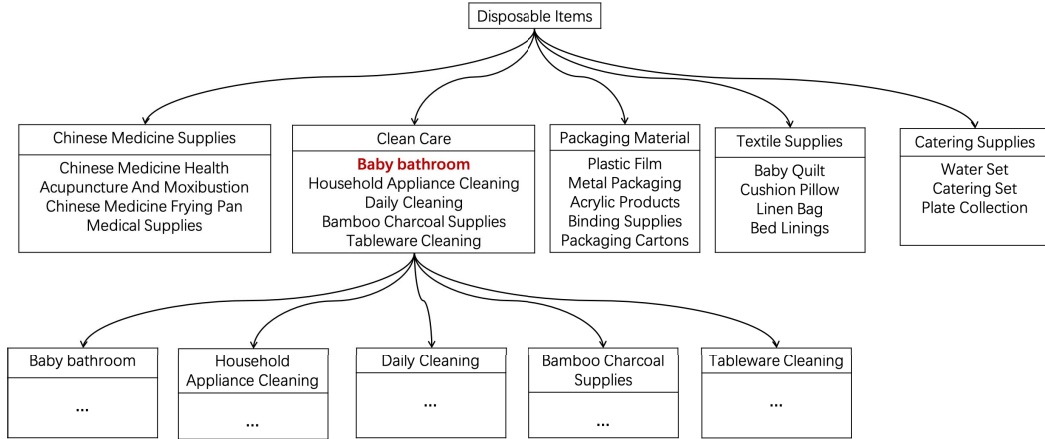 Disposable Items
Chinese Medicine Supplies
Chinese Medicine Health
Acupuncture And Moxibustion
Chinese Medicine Frying Pan
Medical Supplies
Clean Care
Baby bathroom
Household Appliance Cleaning
Daily Cleaning
Bamboo Charcoal Supplies
Tableware Cleaning
Packaging Material
Plastic Film
Metal Packaging
Acrylic Products
Binding Supplies
Packaging Cartons
Textile Supplies
Baby Quilt
Cushion Pillow
Linen Bag
Bed Linings
Catering Supplies
Water Set
Catering Set
Plate Collection
Baby bathroom
...
Household
Appliance Cleaning
...
Daily Cleaning
...
Bamboo Charcoal
Supplies
...
Tableware Cleaning
...